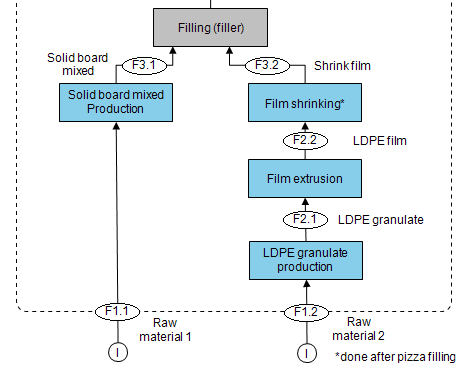 Filling (filler)
Solid board
mixed
F3.1
F3.2
Shrink film
Solid board mixed
Production
Film shrinking*
F2.2
LDPE film
Film extrusion
F2.1
LDPE granulate
LDPE granulate
production
F1.1
F1.2
Raw
material 1
Raw
material 2
I
I
*done after pizza filling